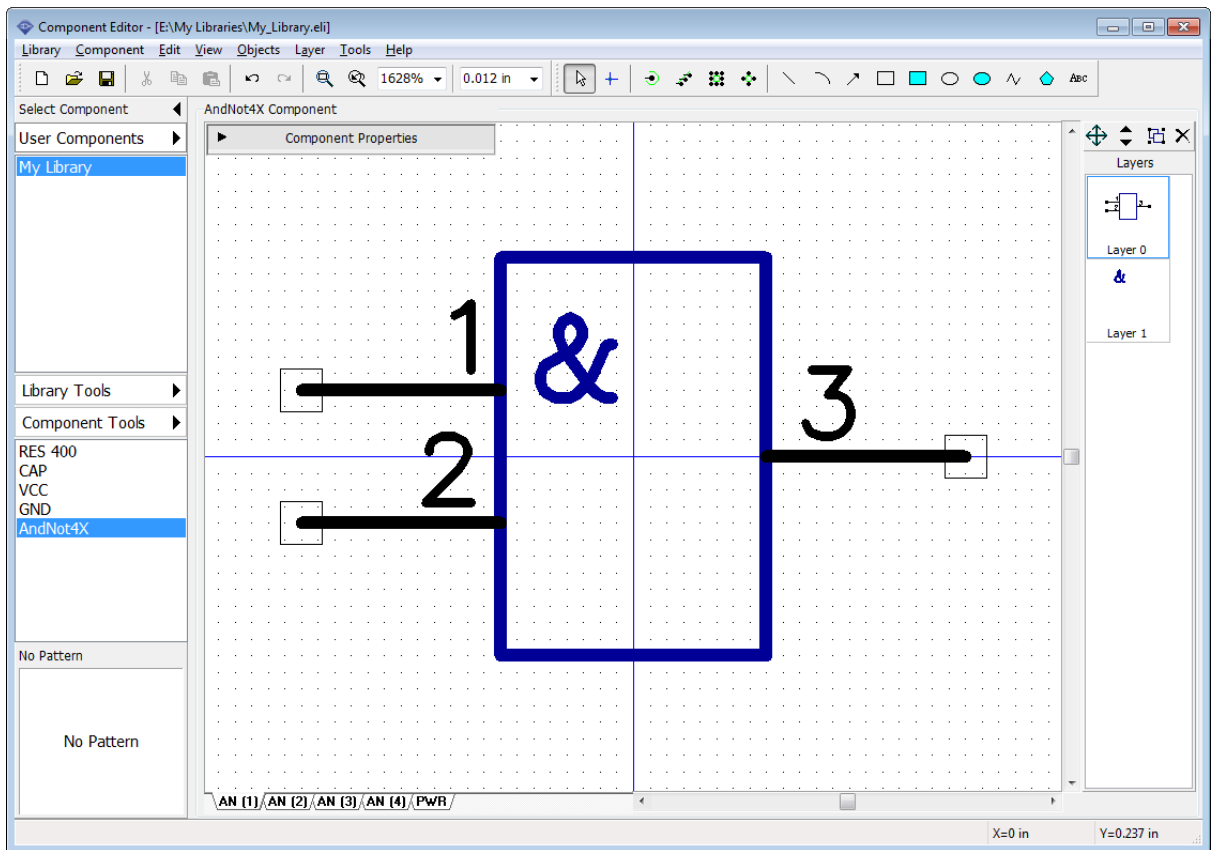 Component Editor - [E:\My Libraries\My_Library.eli]
Library Component Edit View Objects Layer Tools Help
1628% 0.012 in ABC
Select Component
User Components
My Library
Library Tools
Component Tools
RES 400
CAP
VCC
GND
AndNot4X
No Pattern
No Pattern
AndNot4X Component
Component Properties
1
&
2
3
AN (1) AN (2) AN (3) AN (4) PWR
Layers
1
2
3
Layer 0
&
Layer 1
X=0 in Y=0.237 in